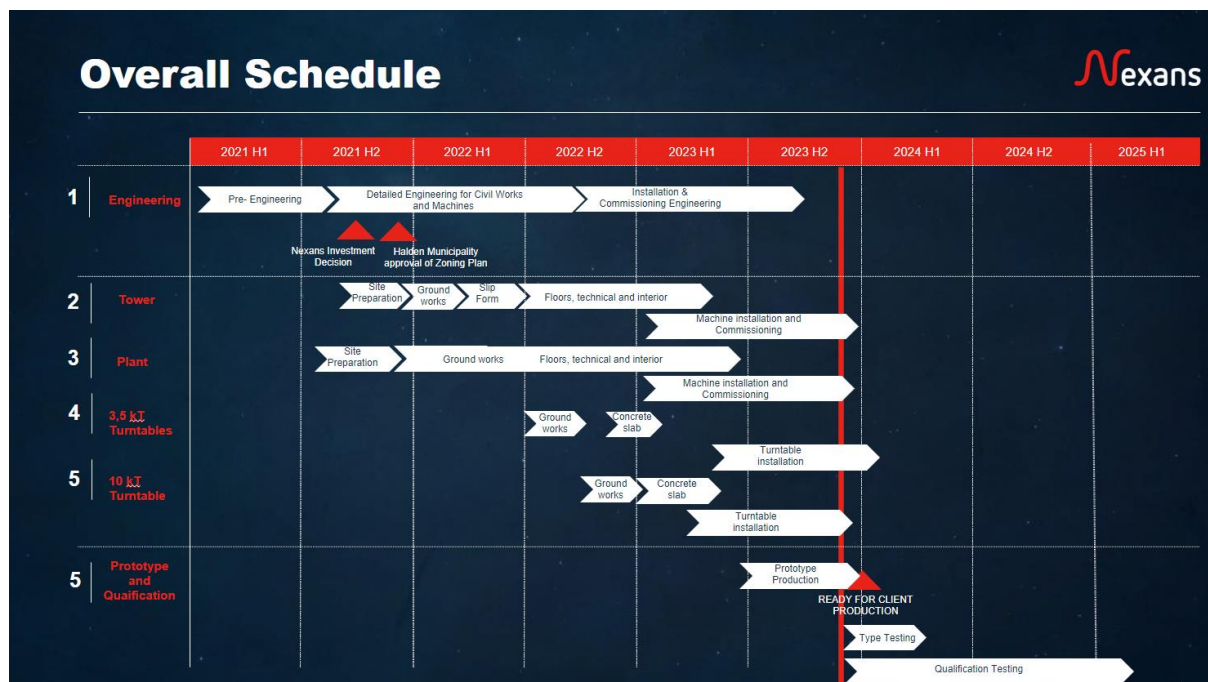 Overall Schedule
Nexans
2021 H1
2021 H2
2022 H1
2022 H2
2023 H1
2023 H2
2024 H1
2024 H2
2025 H1
1
Engineering
Pre- Engineering
Detailed Engineering for Civil Works
and Machines
Installation &
Commissioning Engineering
Nexans Investment
Decision
Halden Municipality
approval of Zoning Plan
2
Tower
Site
Preparation
Ground
works
Slip
Form
Floors, technical and interior
Machine installation and
Commissioning
3
Plant
Site
Preparation
Ground works
Floors, technical and interior
Machine installation and
Commissioning
4
3,5 kT
Turntables
Ground
works
Concrete
slab
Turntable
installation
5
10 kT
Turntable
Ground
works
Concrete
slab
Turntable
installation
5
Prototype
and
Quaification
Prototype
Production
READY FOR CLIENT
PRODUCTION
Type Testing
Qualification Testing